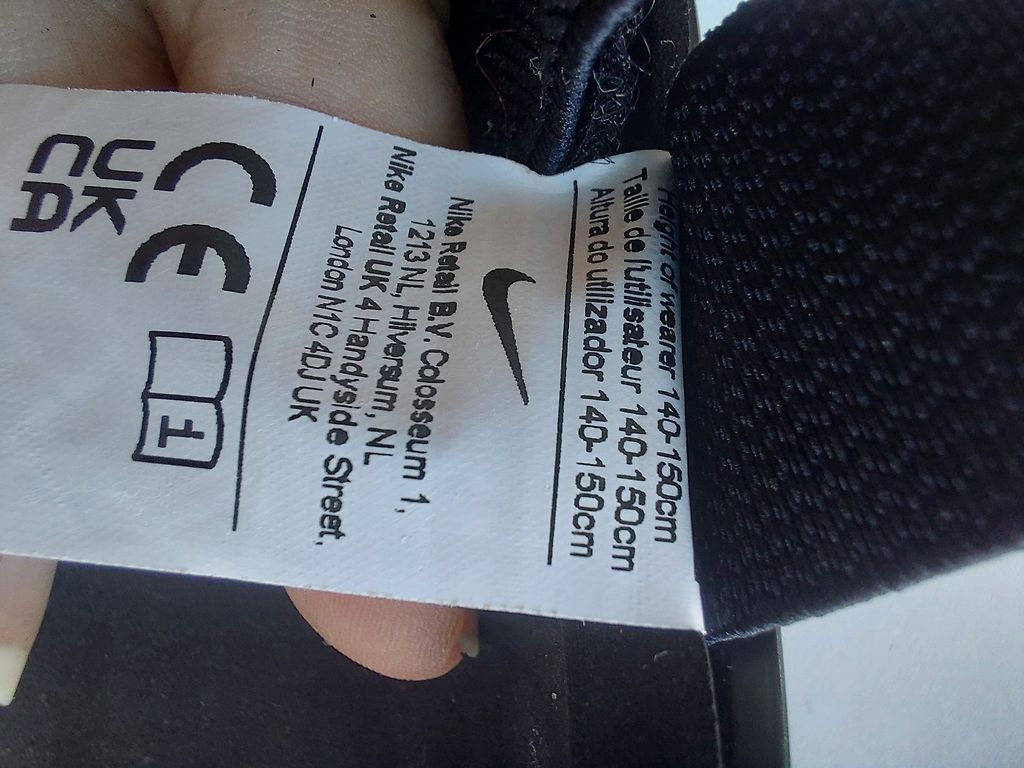 Height of wearer 140-150cm
Taille de l'utilisateur 140-150cm
Altura do utilizador 140-150cm
Nike Retail B.V. Colosseum 1,
1213 NL, Hilversum, NL
Nike Retail UK 4 Handyside Street,
London N1C 4DJ UK
CE
UK
CA